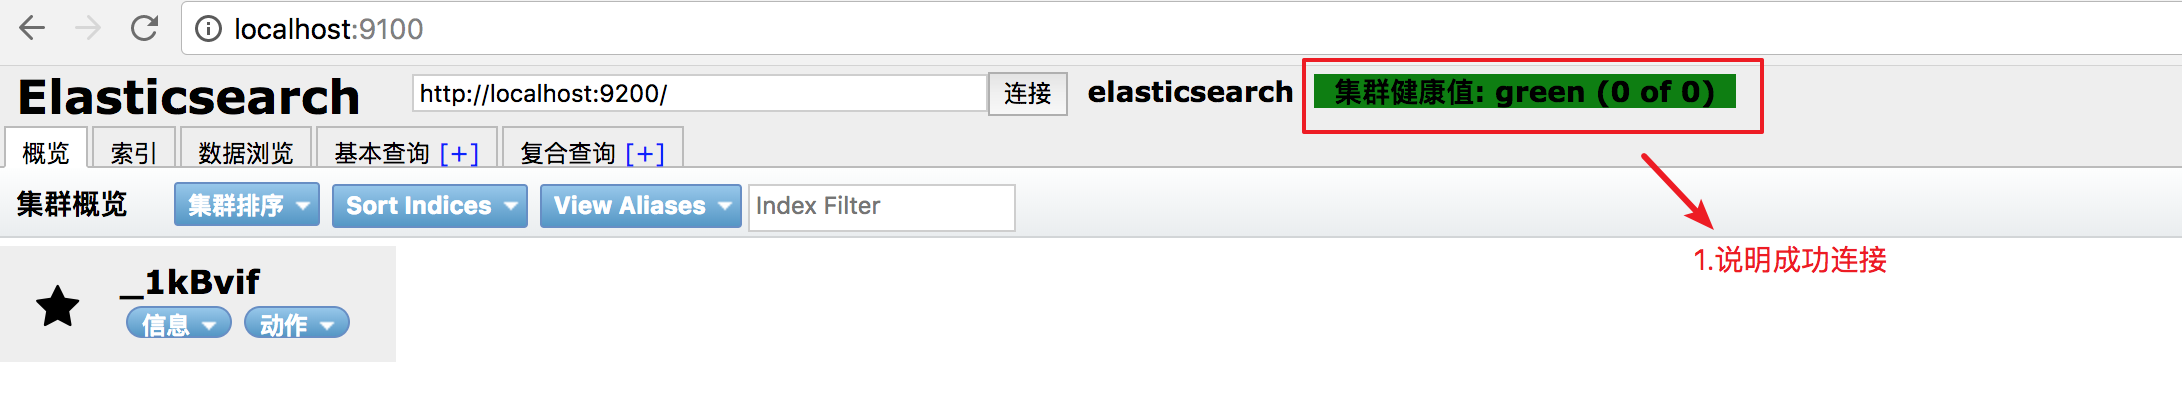 localhost:9100
Elasticsearch
http://localhost:9200/
连接
elasticsearch
集群健康值: green (0 of 0)
概览
索引
数据浏览
基本查询 [+]
复合查询 [+]
集群概览
集群排序
Sort Indices
View Aliases
Index Filter
1.说明成功连接
_1kBvif
信息
动作